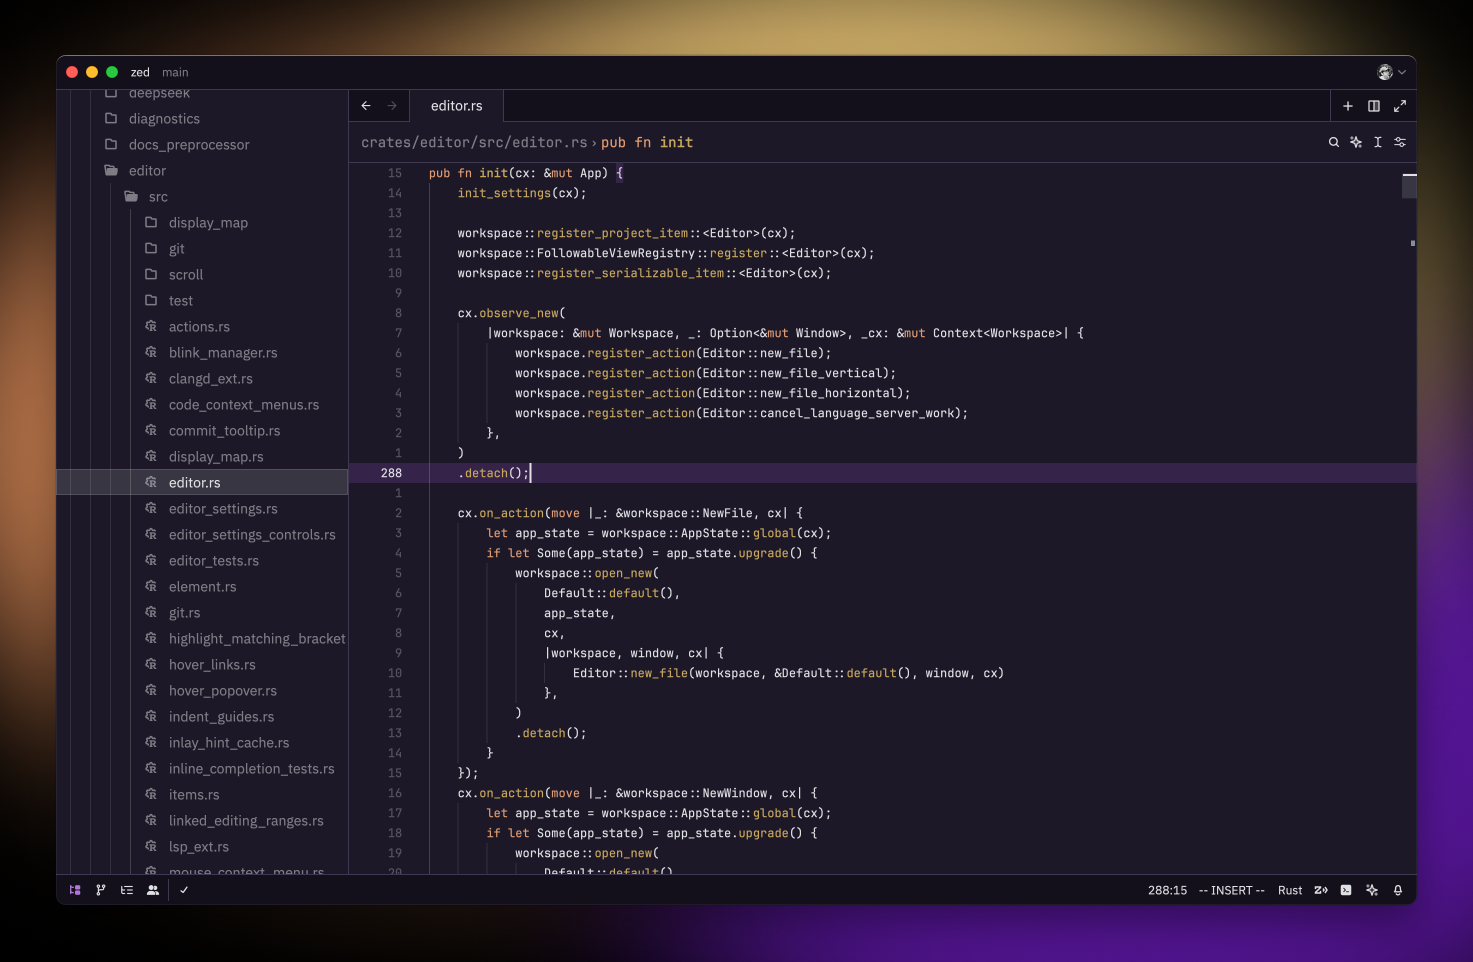 zed main
deepseek
diagnostics
docs_preprocessor
editor
src
display_map
git
scroll
test
actions.rs
blink_manager.rs
clangd_ext.rs
code_context_menus.rs
commit_tooltip.rs
display_map.rs
editor.rs
editor_settings.rs
editor_settings_controls.rs
editor_tests.rs
element.rs
git.rs
highlight_matching_bracket
hover_links.rs
hover_popover.rs
indent_guides.rs
inlay_hint_cache.rs
inline_completion_tests.rs
items.rs
linked_editing_ranges.rs
lsp_ext.rs
mouse_context_menu.rs
editor.rs
crates/editor/src/editor.rs › pub fn init
15 pub fn init(cx: &mut App) {
14     init_settings(cx);
13
12     workspace::register_project_item::<Editor>(cx);
11     workspace::FollowableViewRegistry::register::<Editor>(cx);
10     workspace::register_serializable_item::<Editor>(cx);
9
8     cx.observe_new(
7         |workspace: &mut Workspace, _: Option<&mut Window>, _cx: &mut Context<Workspace>| {
6             workspace.register_action(Editor::new_file);
5             workspace.register_action(Editor::new_file_vertical);
4             workspace.register_action(Editor::new_file_horizontal);
3             workspace.register_action(Editor::cancel_language_server_work);
2         },
1     )
288     .detach();
1
2     cx.on_action(move |_: &workspace::NewFile, cx| {
3         let app_state = workspace::AppState::global(cx);
4         if let Some(app_state) = app_state.upgrade() {
5             workspace::open_new(
6                 Default::default(),
7                 app_state,
8                 cx,
9                 |workspace, window, cx| {
10                     Editor::new_file(workspace, &Default::default(), window, cx)
11                 },
12             )
13             .detach();
14         }
15     });
16     cx.on_action(move |_: &workspace::NewWindow, cx| {
17         let app_state = workspace::AppState::global(cx);
18         if let Some(app_state) = app_state.upgrade() {
19             workspace::open_new(
20                 Default::default()
288:15 -- INSERT -- Rust